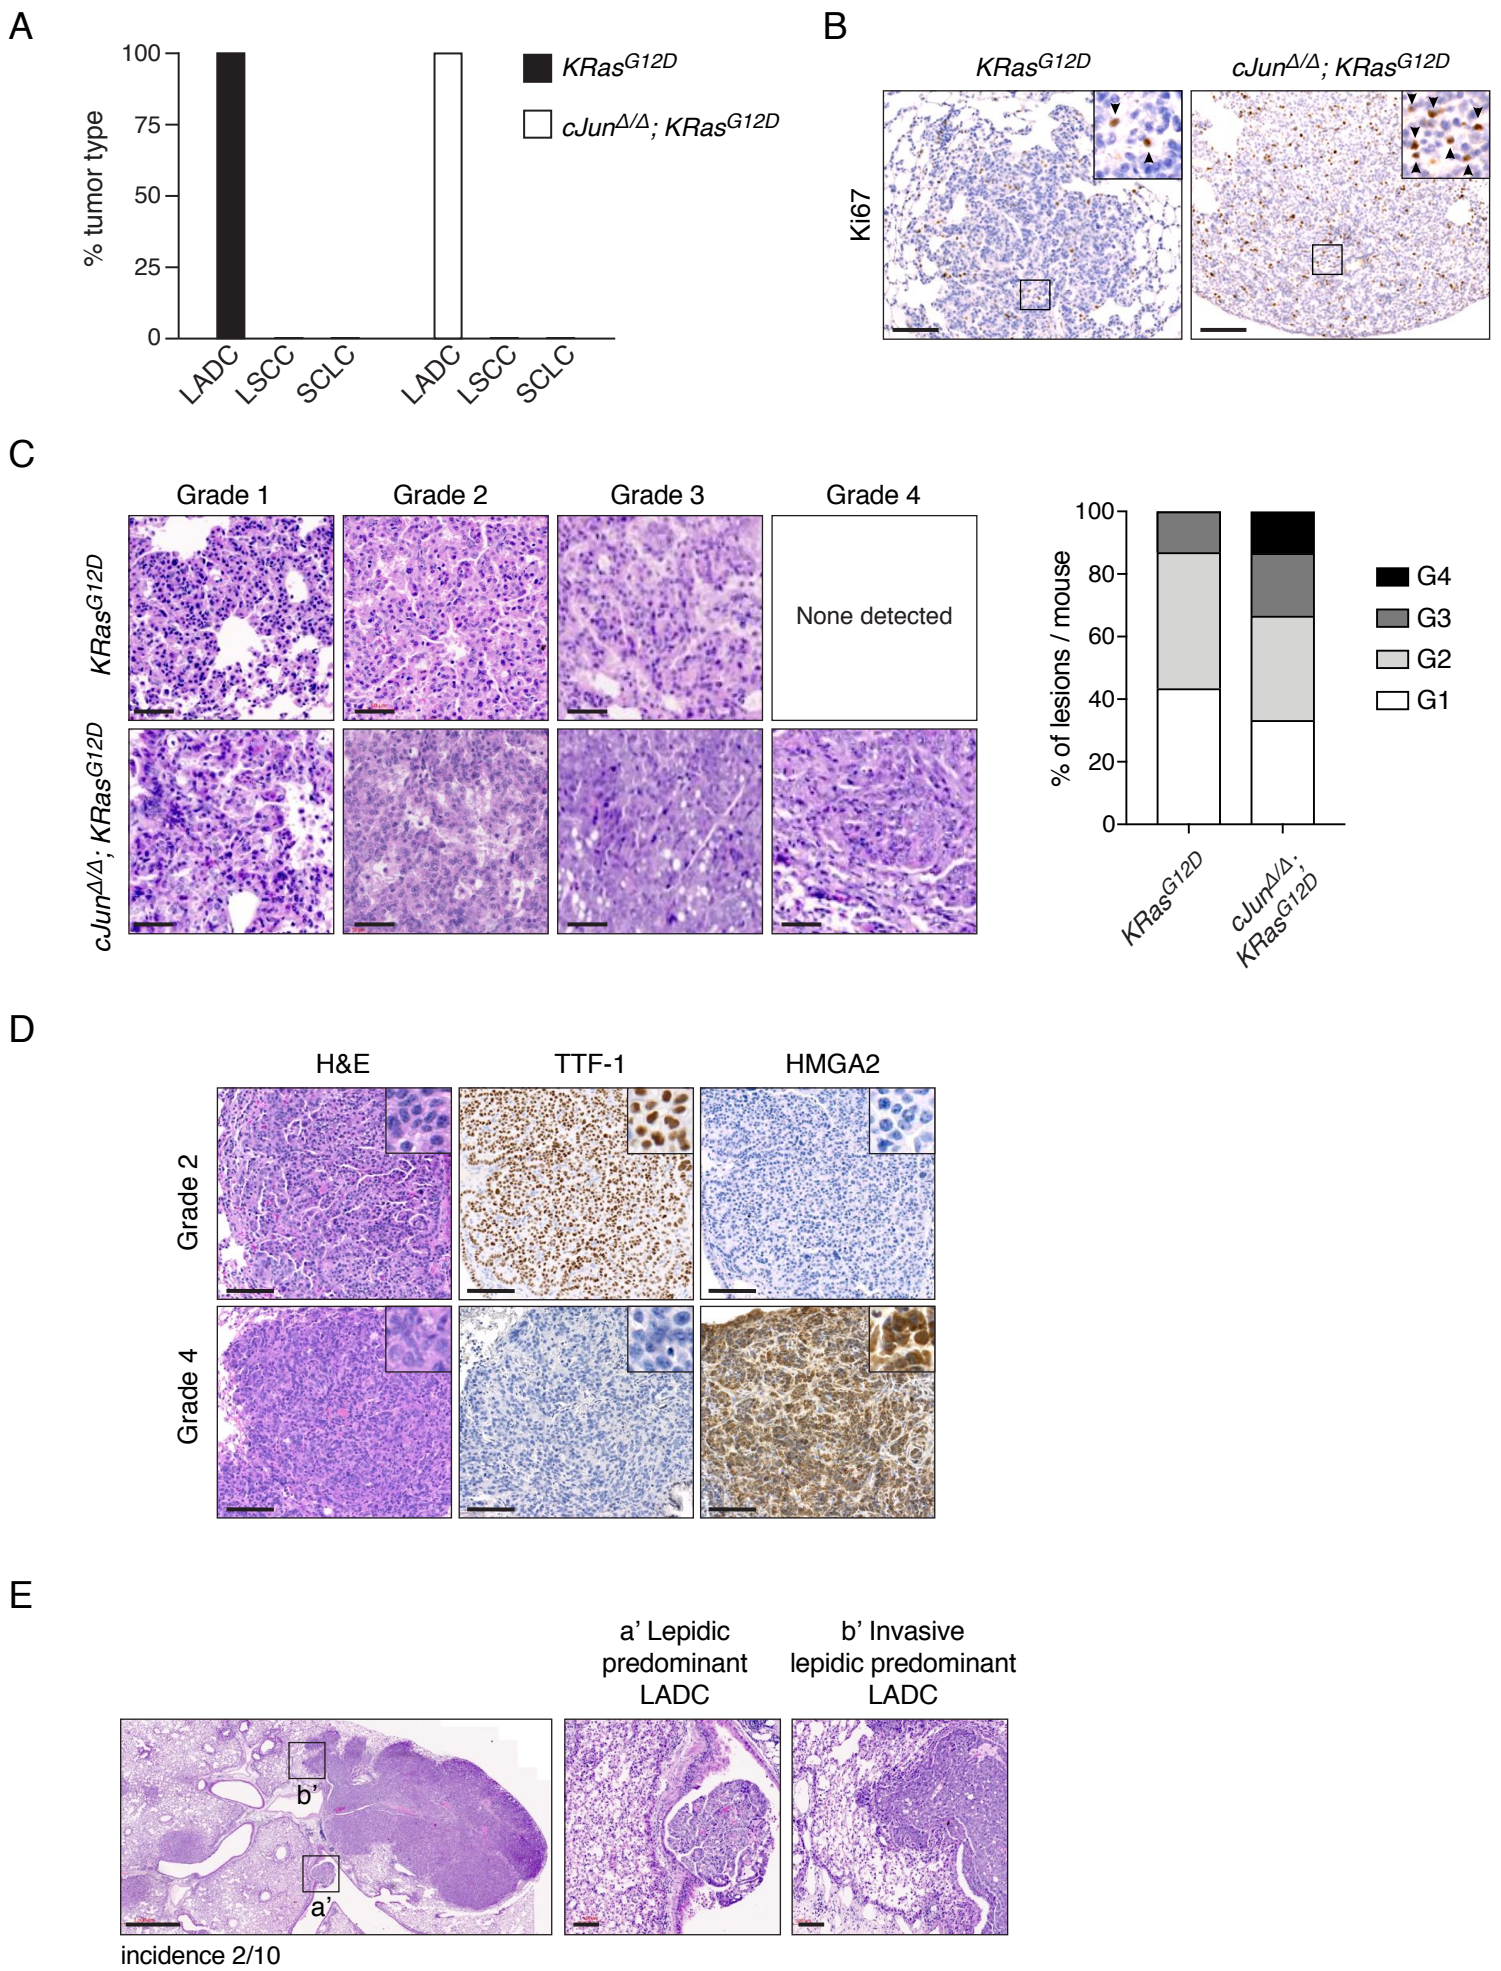 A
100
75
50
25
0
% tumor type
LADC
LSCC
SCLC
LADC
LSCC
SCLC
KRasG12D
cJunΔ/Δ; KRasG12D
B
KRasG12D
cJunΔ/Δ; KRasG12D
Ki67
C
Grade 1
Grade 2
Grade 3
Grade 4
KRasG12D
None detected
cJunΔ/Δ; KRasG12D
100
80
60
40
20
0
% of lesions / mouse
KRasG12D
cJunΔ/Δ;
KRasG12D
G4
G3
G2
G1
D
H&E
TTF-1
HMGA2
Grade 2
Grade 4
E
a’ Lepidic
predominant
LADC
b’ Invasive
lepidic predominant
LADC
b’
a’
incidence 2/10